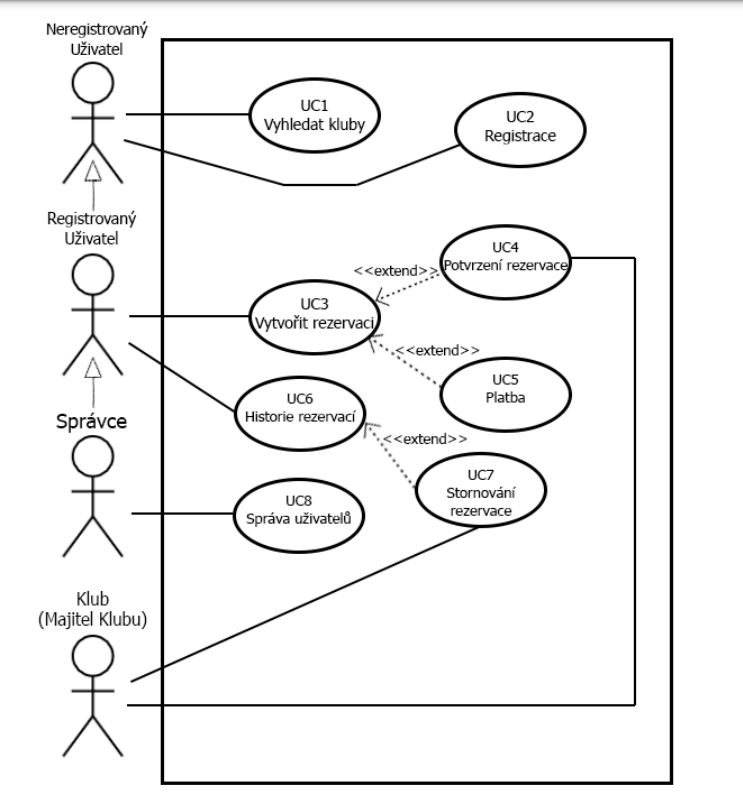 Neregistrovaný
Uživatel
UC1
Vyhledat kluby
UC2
Registrace
Registrovaný
Uživatel
UC4
Potvrzení rezervace
<<extend>>
UC3
Vytvořit rezervaci
<<extend>>
UC5
Platba
UC6
Historie rezervací
<<extend>>
Správce
UC7
Stornování
rezervace
UC8
Správa uživatelů
Klub
(Majitel Klubu)